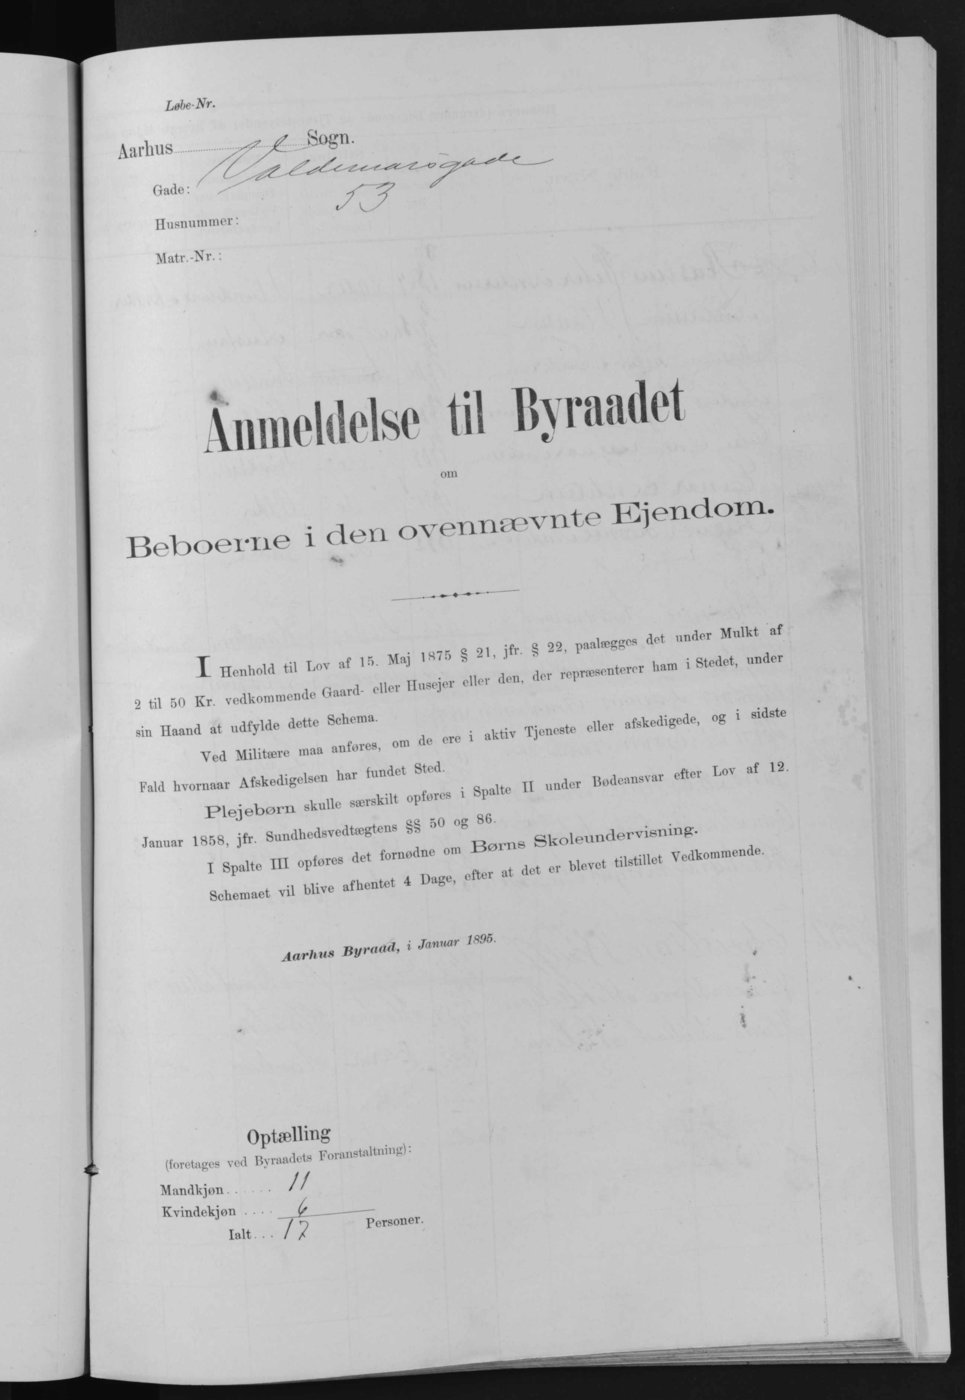 Løbe-Nr.
Aarhus Sogn.
Gade: Valdemarsgade
53
Husnummer:
Matr.-Nr.:
Anmeldelse til Byraadet
om
Beboerne i den ovennævnte Ejendom.
I Henhold til Lov af 15. Maj 1875 § 21, jfr. § 22, paalægges det under Mulkt af
2 til 50 Kr. vedkommende Gaard- eller Husejer eller den, der repræsenterer ham i Stedet, under
sin Haand at udfylde dette Schema.
Ved Militære maa anføres, om de ere i aktiv Tjeneste eller afskedigede, og i sidste
Fald hvornaar Afskedigelsen har fundet Sted.
Plejebørn skulle særskilt opføres i Spalte II under Bødeansvar efter Lov af 12.
Januar 1858, jfr. Sundhedsvedtægtens §§ 50 og 86.
I Spalte III opføres det fornødne om Børns Skoleundervisning.
Schemaet vil blive afhentet 4 Dage, efter at det er blevet tilstillet Vedkommende.
Aarhus Byraad, i Januar 1895.
Optælling
(foretages ved Byraadets Foranstaltning):
Mandkjøn...... 11
Kvindekjøn .... 6
Ialt... 17 Personer.